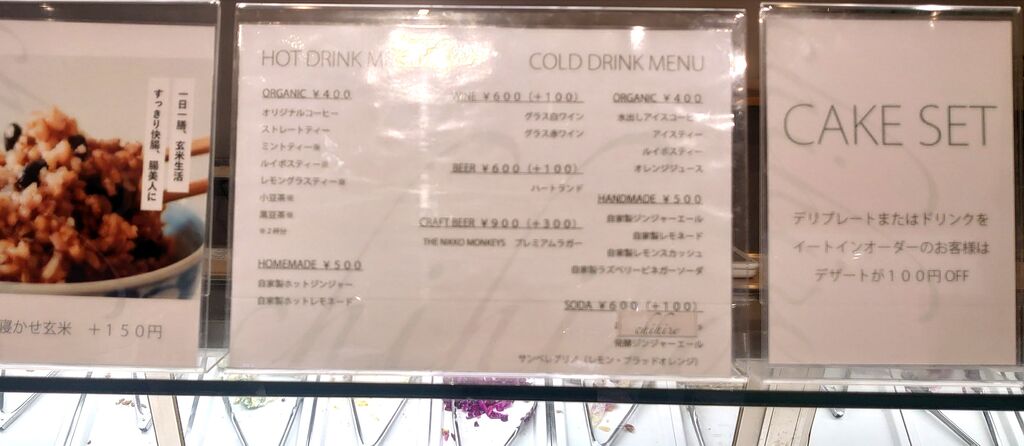 一日一膳、玄米生活
すっきり快腸、腸美人に
寝かせ玄米　＋１５０円
HOT DRINK ME
ORGANIC ¥４００
オリジナルコーヒー
ストレートティー
ミントティー※
ルイボスティー※
レモングラスティー※
小豆茶※
黒豆茶※
※２杯分
HOMEMADE ¥５００
自家製ホットジンジャー
自家製ホットレモネード
WINE ¥６００（＋１００）
グラス白ワイン
グラス赤ワイン
BEER ¥６００（＋１００）
ハートランド
CRAFT BEER ¥９００（＋３００）
THE NIKKO MONKEYS　プレミアムラガー
COLD DRINK MENU
ORGANIC ¥４００
水出しアイスコーヒー
アイスティー
ルイボスティー
オレンジジュース
HANDMADE ¥５００
自家製ジンジャーエール
自家製レモネード
自家製レモンスカッシュ
自家製ラズベリービネガーソーダ
SODA ¥６００（＋１００）
chihiro
発酵ジンジャーエール
サンペレグリノ（レモン・ブラッドオレンジ）
CAKE SET
デリプレートまたはドリンクを
イートインオーダーのお客様は
デザートが１００円OFF